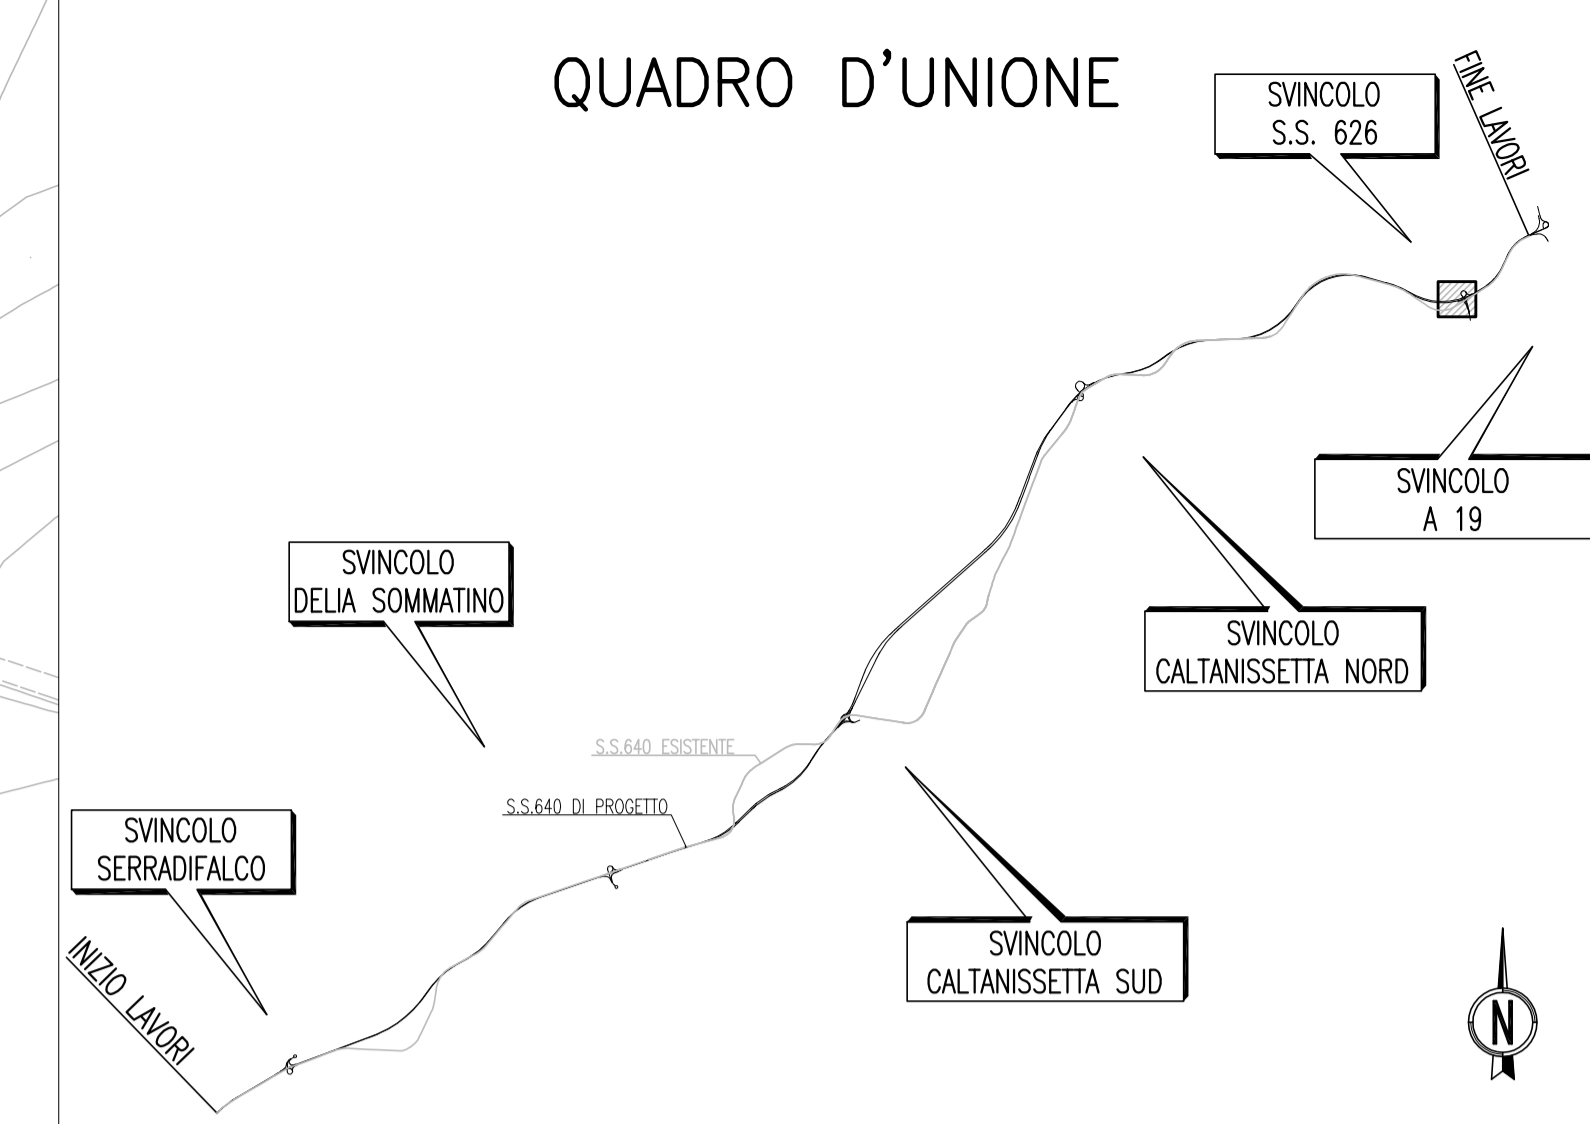 QUADRO D'UNIONE
SVINCOLO
S.S. 626
FINE LAVORI
SVINCOLO
A 19
SVINCOLO
DELIA SOMMATINO
SVINCOLO
CALTANISSETTA NORD
S.S.640 ESISTENTE
S.S.640 DI PROGETTO
SVINCOLO
SERRADIFALCO
SVINCOLO
CALTANISSETTA SUD
INIZIO LAVORI
N